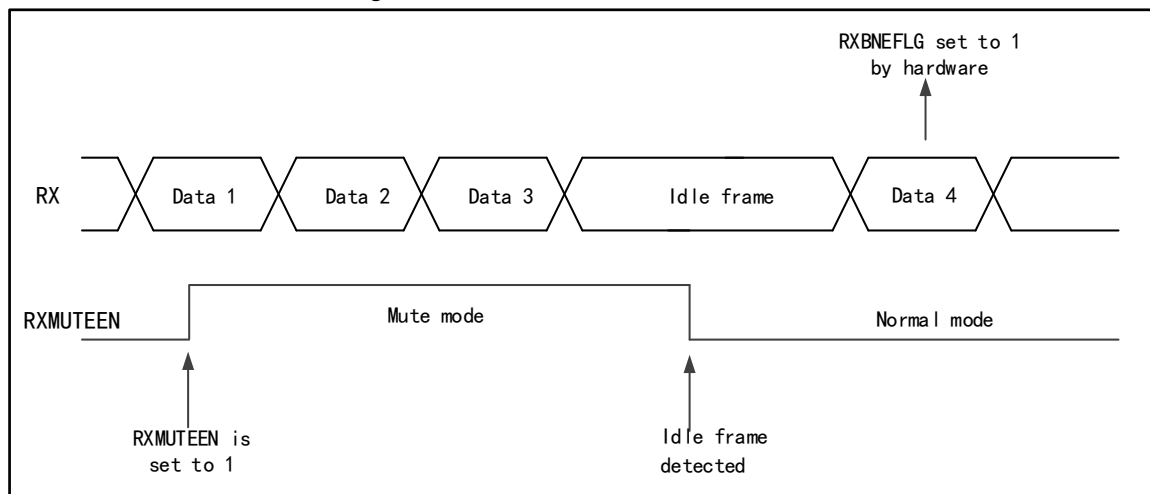 RXBNEFLG set to 1
by hardware
RX
Data 1
Data 2
Data 3
Idle frame
Data 4
RXMUTEEN
Mute mode
Normal mode
RXMUTEEN is
set to 1
Idle frame
detected